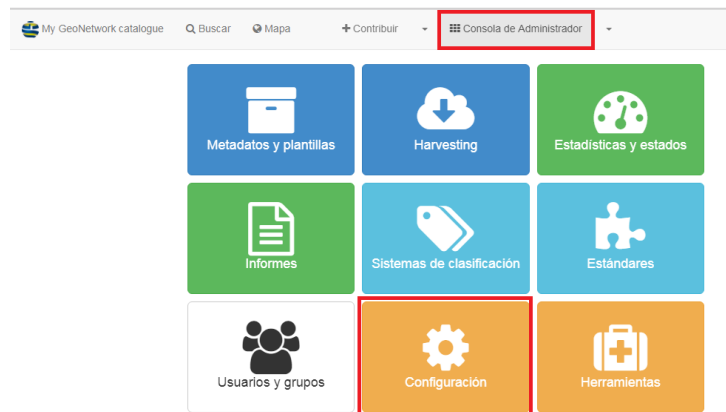 My GeoNetwork catalogue Buscar Mapa Contribuir Consola de Administrador
Metadatos y plantillas Harvesting Estadísticas y estados
Informes Sistemas de clasificación Estándares
Usuarios y grupos Configuración Herramientas